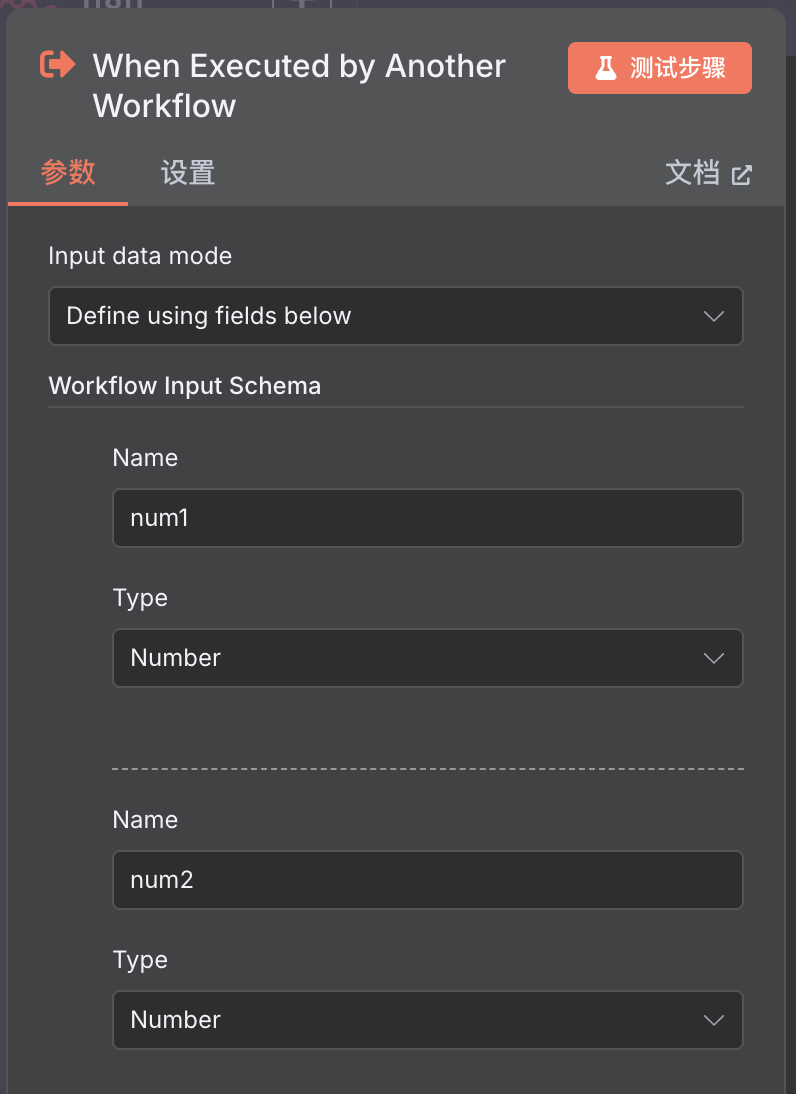 When Executed by Another
Workflow
测试步骤
参数
设置
文档
Input data mode
Define using fields below
Workflow Input Schema
Name
num1
Type
Number
Name
num2
Type
Number